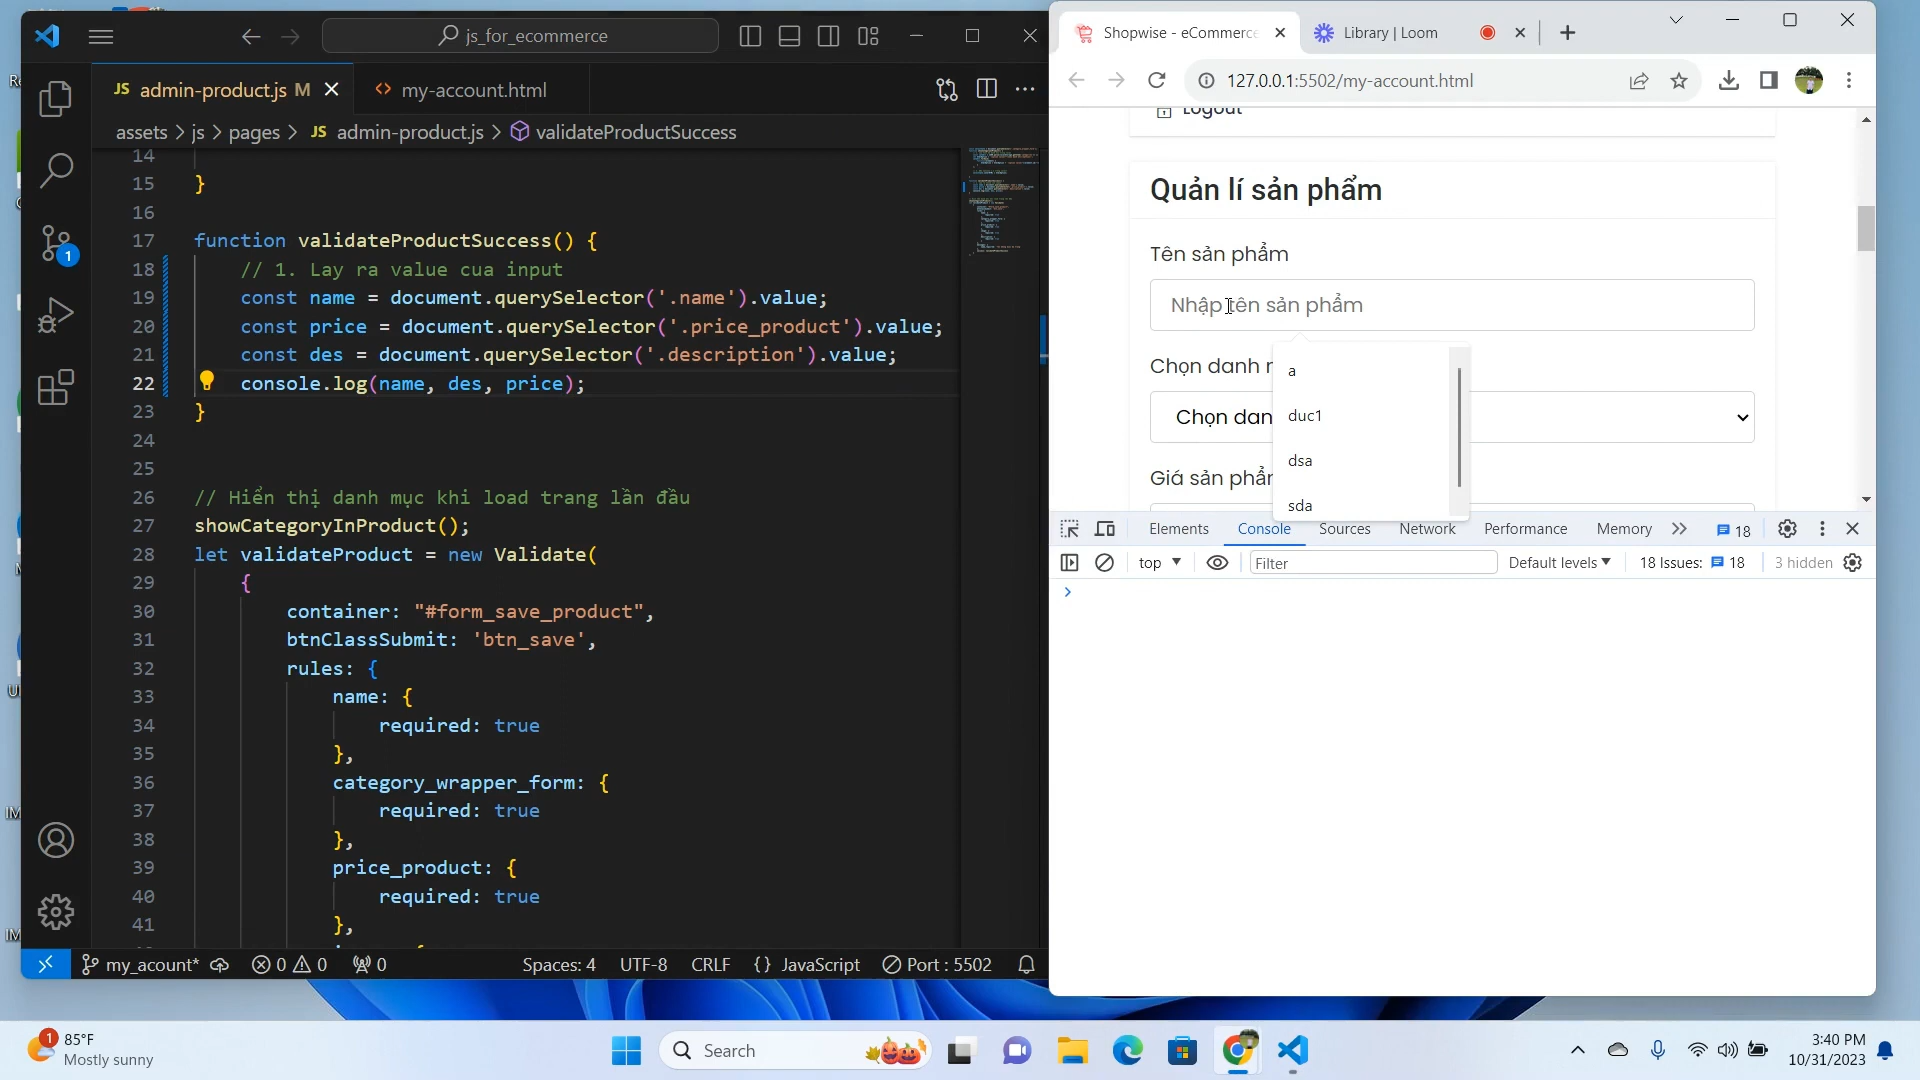 js_for_ecommerce
JS admin-product.js M
my-account.html
assets > js > pages > JS admin-product.js > validateProductSuccess
14
15 }
16
17 function validateProductSuccess() {
18 // 1. Lay ra value cua input
19 const name = document.querySelector('.name').value;
20 const price = document.querySelector('.price_product').value;
21 const des = document.querySelector('.description').value;
22 console.log(name, des, price);
23 }
24
25
26 // Hiển thị danh mục khi load trang lần đầu
27 showCategoryInProduct();
28 let validateProduct = new Validate(
29 {
30 container: "#form_save_product",
31 btnClassSubmit: 'btn_save',
32 rules: {
33 name: {
34 required: true
35 },
36 category_wrapper_form: {
37 required: true
38 },
39 price_product: {
40 required: true
41 },
1
my_acount* 0 0 0 Spaces: 4 UTF-8 CRLF {} JavaScript Port : 5502
Shopwise - eCommerce
Library | Loom
127.0.0.1:5502/my-account.html
Logout
Quản lí sản phẩm
Tên sản phẩm
Nhập tên sản phẩm
Chọn danh
a
duc1
Chọn dan
dsa
Giá sản phẩm
sda
Elements Console Sources Network Performance Memory 18
top Filter Default levels 18 Issues: 18 3 hidden
1
85°F
Mostly sunny
Search
3:40 PM
10/31/2023